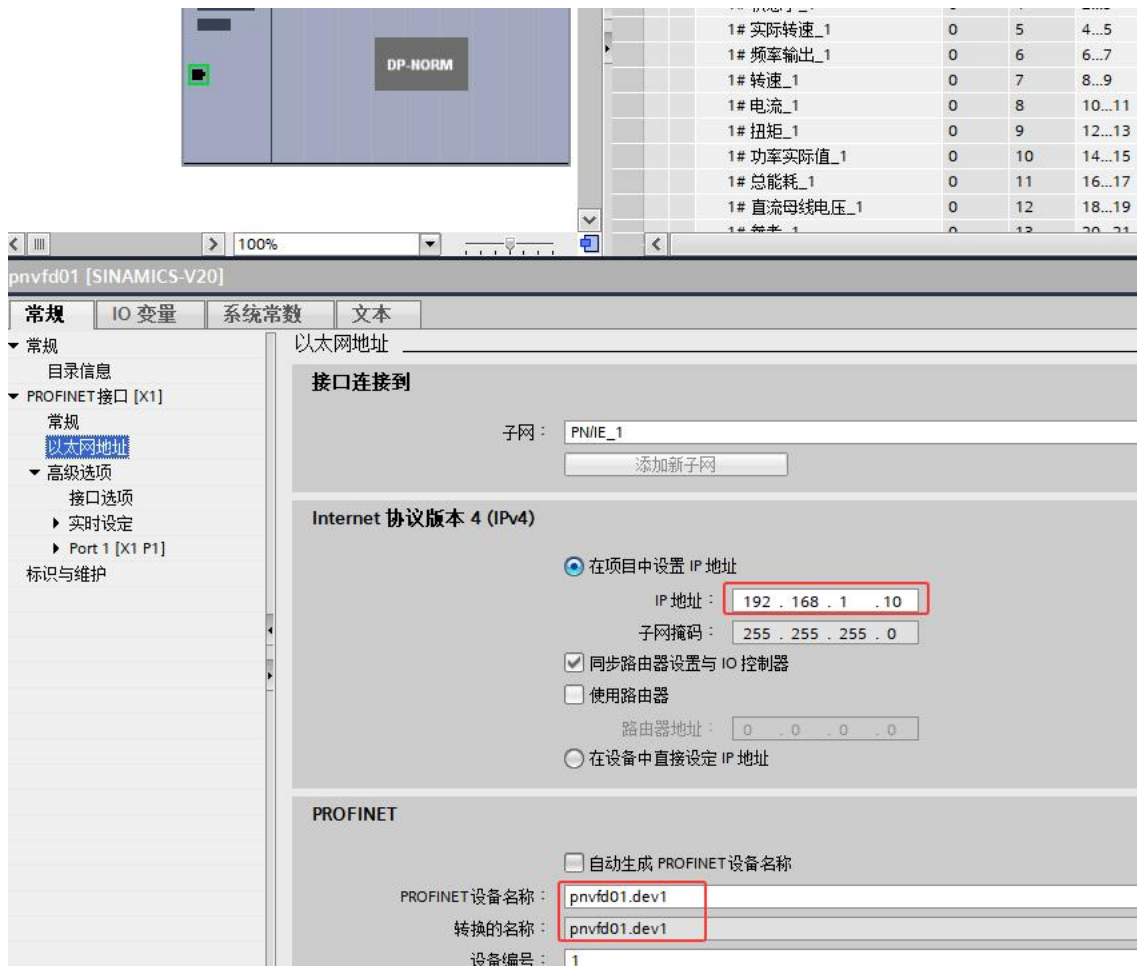 DP-NORM
1# 实际转速_1 0 5 4...5
1# 频率输出_1 0 6 6...7
1# 转速_1 0 7 8...9
1# 电流_1 0 8 10...11
1# 扭矩_1 0 9 12...13
1# 功率实际值_1 0 10 14...15
1# 总能耗_1 0 11 16...17
1# 直流母线电压_1 0 12 18...19
100%
pnvfd01 [SINAMICS-V20]
常规 IO 变量 系统常数 文本
常规
目录信息
PROFINET接口 [X1]
常规
以太网地址
高级选项
接口选项
实时设定
Port 1 [X1 P1]
标识与维护
以太网地址
接口连接到
子网： PN/IE_1
添加新子网
Internet 协议版本 4 (IPv4)
在项目中设置 IP 地址
IP 地址： 192 . 168 . 1 . 10
子网掩码： 255 . 255 . 255 . 0
同步路由器设置与 IO 控制器
使用路由器
路由器地址： 0 . 0 . 0 . 0
在设备中直接设定 IP 地址
PROFINET
自动生成 PROFINET设备名称
PROFINET设备名称： pnvfd01.dev1
转换的名称： pnvfd01.dev1
设备编号： 1